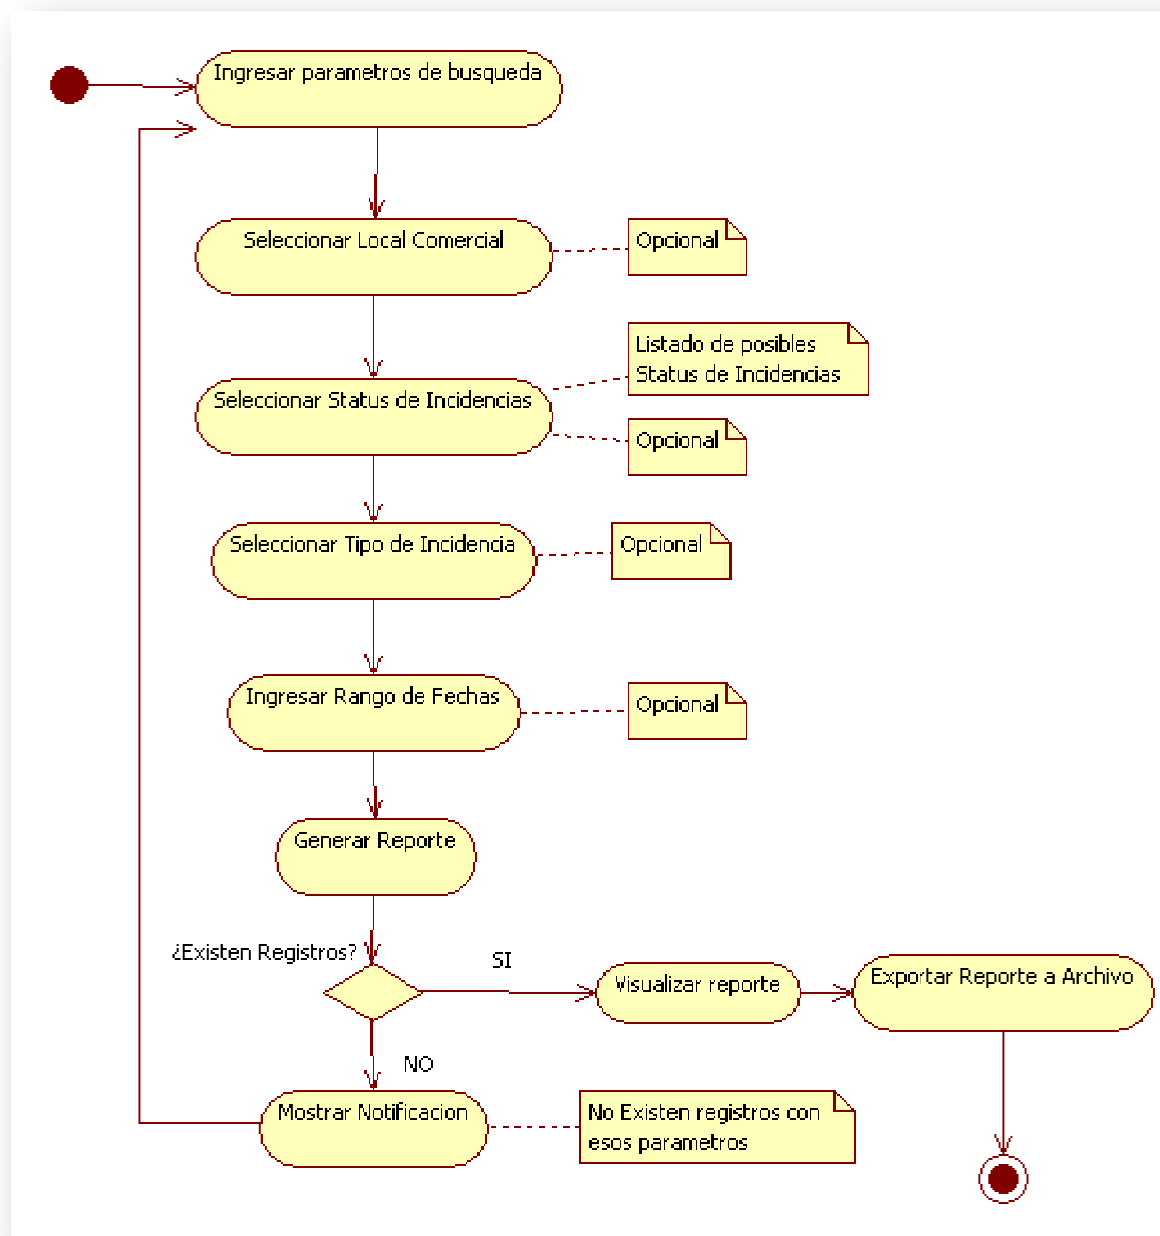 Ingresar parametros de busqueda
Seleccionar Local Comercial
Opcional
Listado de posibles
Status de Incidencias
Seleccionar Status de Incidencias
Opcional
Seleccionar Tipo de Incidencia
Opcional
Ingresar Rango de Fechas
Opcional
Generar Reporte
¿Existen Registros?
SI
Visualizar reporte
Exportar Reporte a Archivo
NO
Mostrar Notificacion
No Existen registros con
esos parametros